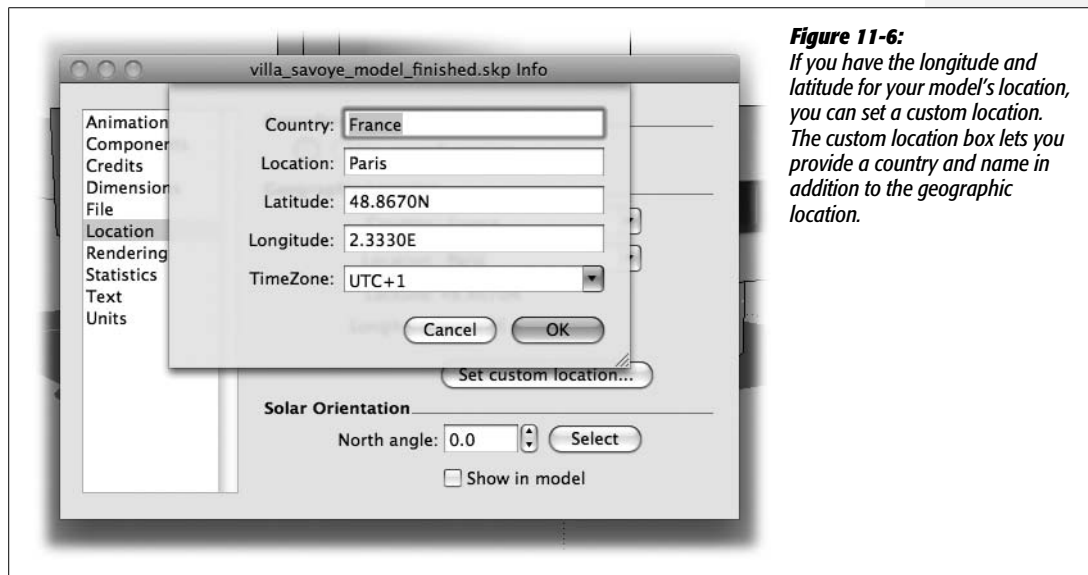 villa_savoye_model_finished.skp Info
Animation
Components
Credits
Dimensions
File
Location
Rendering
Statistics
Text
Units
Country: France
Location: Paris
Latitude: 48.8670N
Longitude: 2.3330E
TimeZone: UTC+1
Cancel
OK
Set custom location...
Solar Orientation
North angle: 0.0
Select
Show in model
Figure 11-6:
If you have the longitude and
latitude for your model's location,
you can set a custom location.
The custom location box lets you
provide a country and name in
addition to the geographic
location.